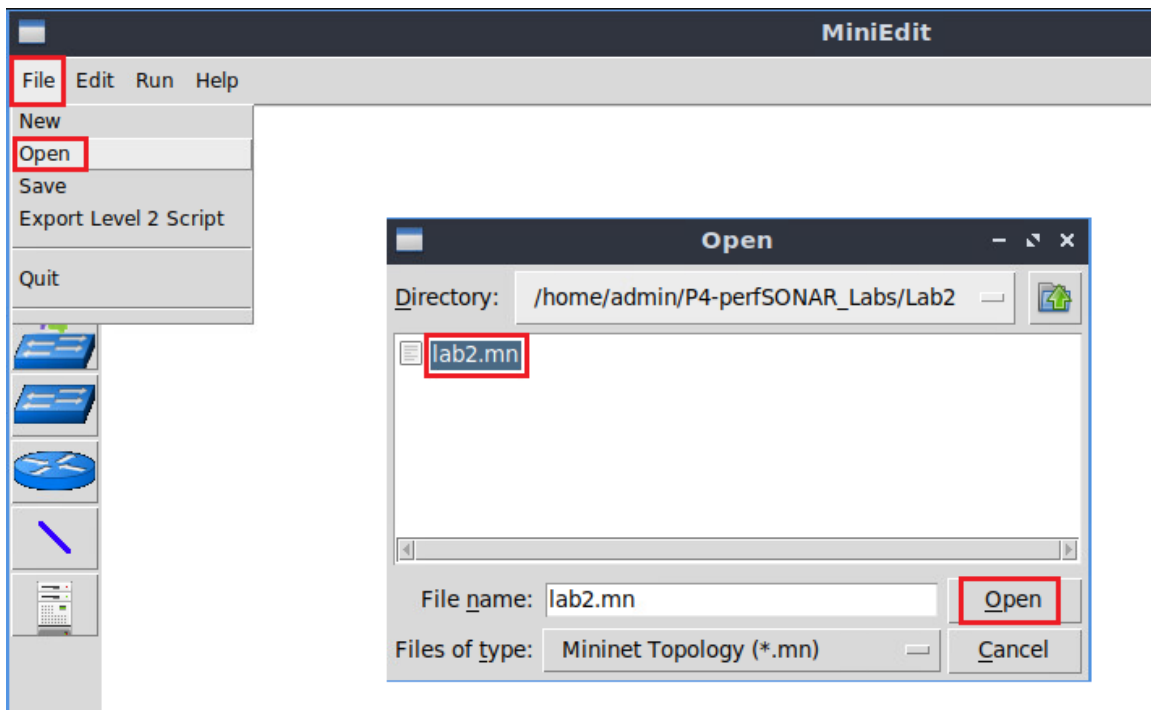 MiniEdit
File Edit Run Help
New
Open
Save
Export Level 2 Script
Quit
Open
Directory: /home/admin/P4-perfSONAR_Labs/Lab2
lab2.mn
File name: lab2.mn Open
Files of type: Mininet Topology (*.mn) Cancel